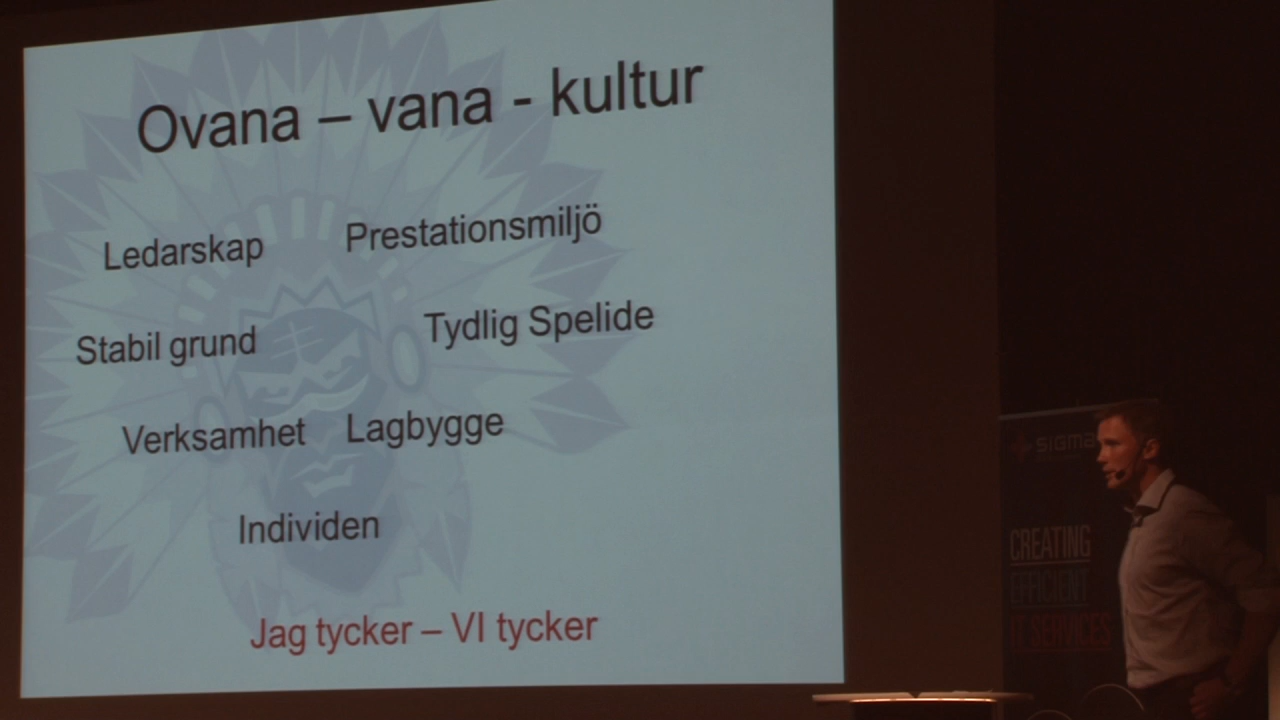 Ovana – vana - kultur
Ledarskap
Prestationsmiljö
Stabil grund
Tydlig Spelide
Verksamhet
Lagbygge
Individen
Jag tycker – VI tycker
SIGMA
CREATING
EFFICIENT
IT SERVICES